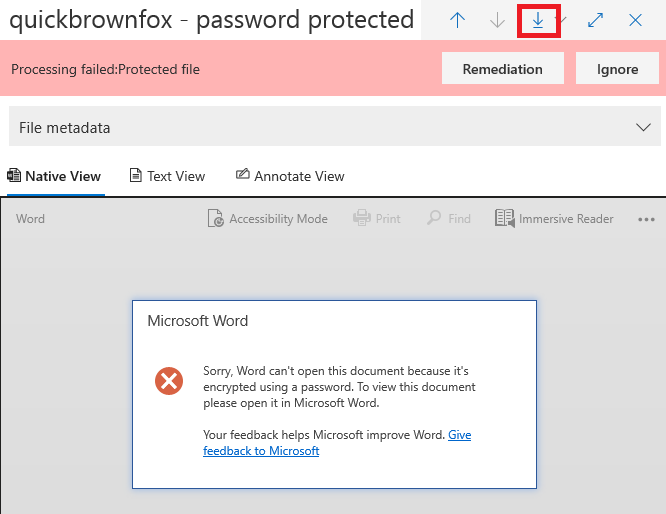 quickbrownfox - password protected
Processing failed:Protected file
Remediation
Ignore
File metadata
Native View
Text View
Annotate View
Word
Accessibility Mode
Print
Find
Immersive Reader
Microsoft Word
Sorry, Word can't open this document because it's
encrypted using a password. To view this document
please open it in Microsoft Word.
Your feedback helps Microsoft improve Word. Give
feedback to Microsoft